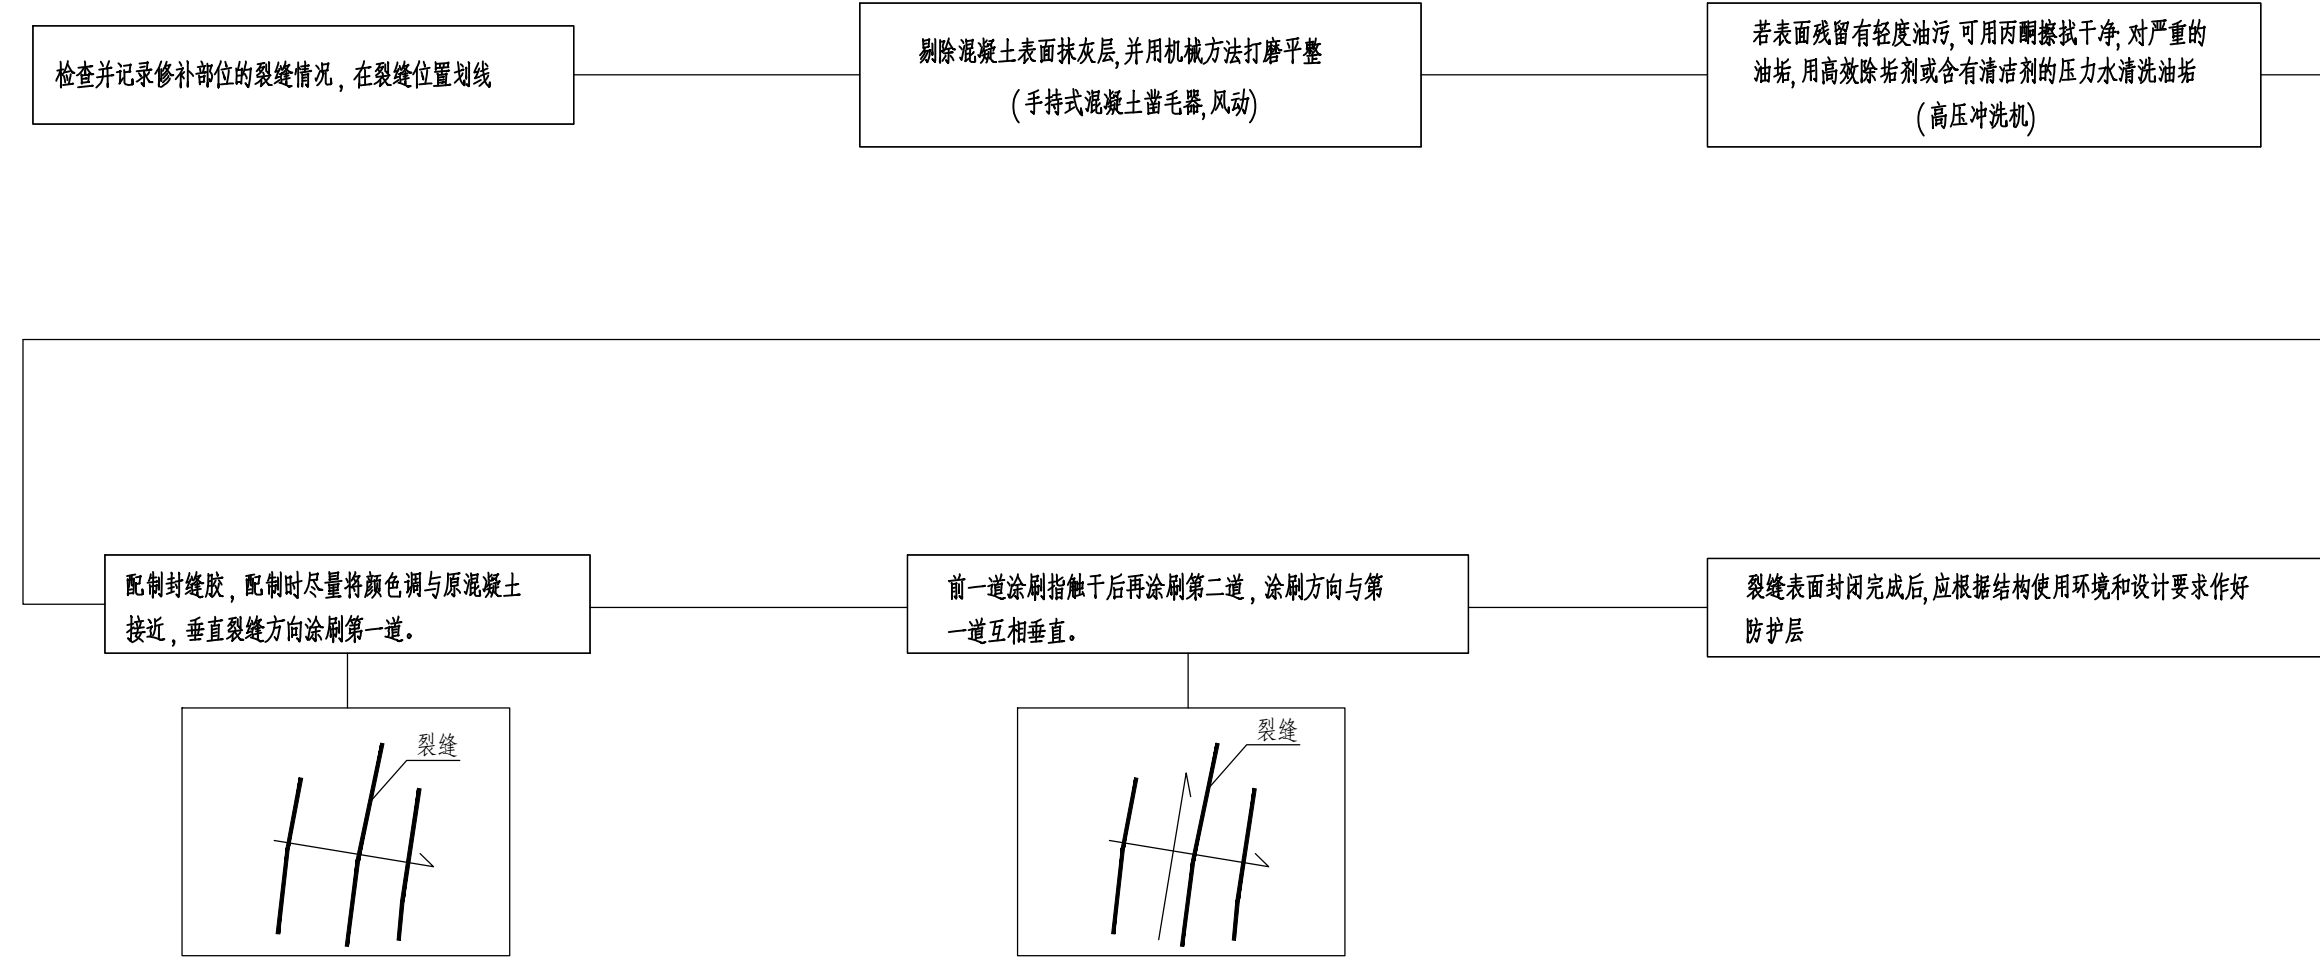 检查并记录修补部位的裂缝情况，在裂缝位置划线
剔除混凝土表面抹灰层,并用机械方法打磨平整
(手持式混凝土凿毛器,风动)
若表面残留有轻度油污,可用丙酮擦拭干净;对严重的
油垢,用高效除垢剂或含有清洁剂的压力水清洗油垢
(高压冲洗机)
配制封缝胶，配制时尽量将颜色调与原混凝土
接近，垂直裂缝方向涂刷第一道。
前一道涂刷指触干后再涂刷第二道，涂刷方向与第
一道互相垂直。
裂缝表面封闭完成后,应根据结构使用环境和设计要求作好
防护层
裂缝
裂缝